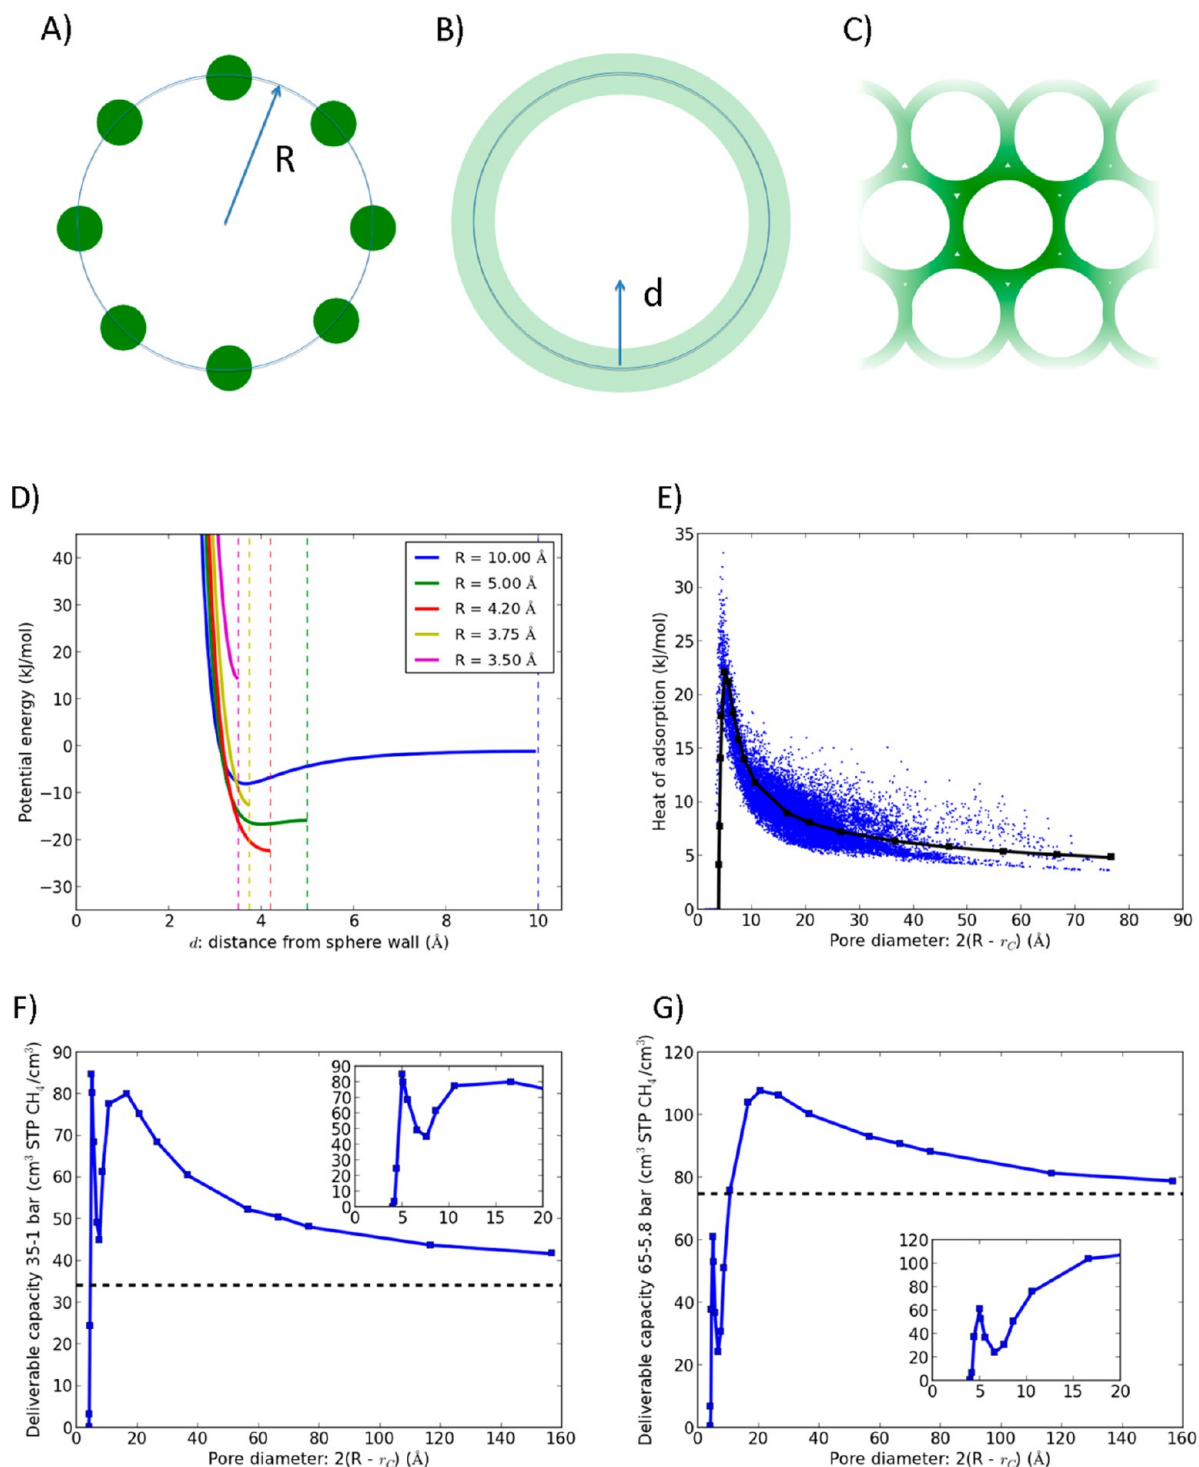 A)
B)
C)
R
d
D)
E)
Potential energy (kJ/mol)
40
30
20
10
0
−10
−20
−30
R = 10.00 Å
R = 5.00 Å
R = 4.20 Å
R = 3.75 Å
R = 3.50 Å
0 2 4 6 8 10
d: distance from sphere wall (Å)
Heat of adsorption (kJ/mol)
35
30
25
20
15
10
5
0
0 10 20 30 40 50 60 70 80 90
Pore diameter: 2(R - r_C) (Å)
F)
G)
Deliverable capacity 35-1 bar (cm³ STP CH₄/cm³)
90
80
70
60
50
40
30
20
10
0
90
80
70
60
50
40
30
20
10
0
0 5 10 15 20
0 20 40 60 80 100 120 140 160
Pore diameter: 2(R - r_C) (Å)
Deliverable capacity 65-5.8 bar (cm³ STP CH₄/cm³)
120
100
80
60
40
20
0
120
100
80
60
40
20
0
0 5 10 15 20
0 20 40 60 80 100 120 140 160
Pore diameter: 2(R - r_C) (Å)